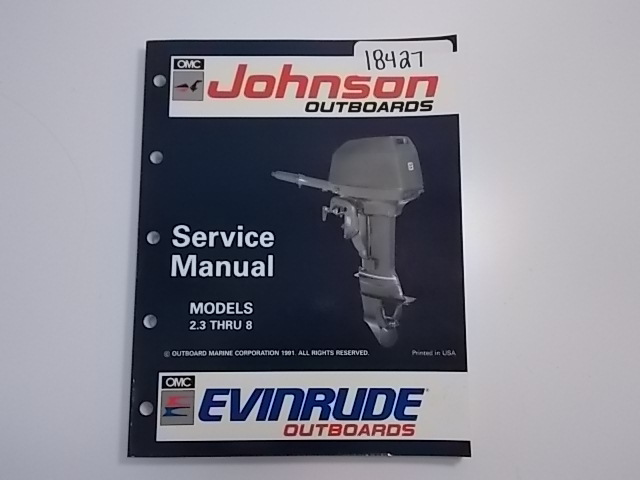 18427
OMC
Johnson
OUTBOARDS
8
Service
Manual
MODELS
2.3 THRU 8
© OUTBOARD MARINE CORPORATION 1991. ALL RIGHTS RESERVED.
Printed in USA
OMC
EVINRUDE
OUTBOARDS